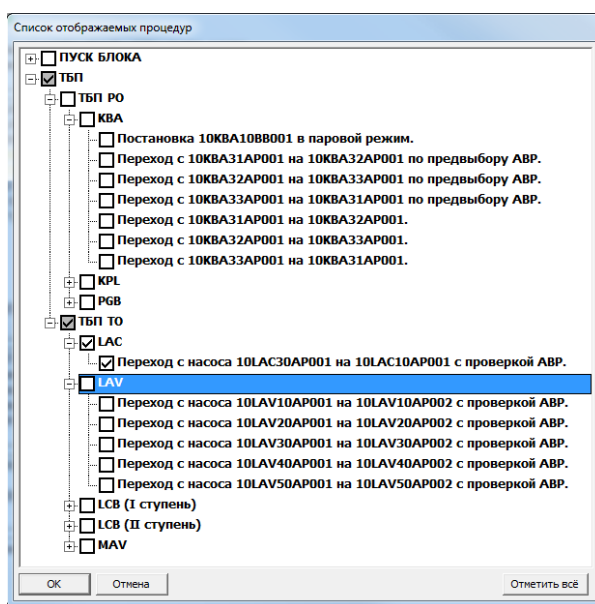 Список отображаемых процедур
ПУСК БЛОКА
ТБП
ТБП РО
KBA
Постановка 10KBA10BB001 в паровой режим.
Переход с 10KBA31AP001 на 10KBA32AP001 по предвыбору АВР.
Переход с 10KBA32AP001 на 10KBA33AP001 по предвыбору АВР.
Переход с 10KBA33AP001 на 10KBA31AP001 по предвыбору АВР.
Переход с 10KBA31AP001 на 10KBA32AP001.
Переход с 10KBA32AP001 на 10KBA33AP001.
Переход с 10KBA33AP001 на 10KBA31AP001.
KPL
PGB
ТБП ТО
LAC
Переход с насоса 10LAC30AP001 на 10LAC10AP001 с проверкой АВР.
LAV
Переход с насоса 10LAV10AP001 на 10LAV10AP002 с проверкой АВР.
Переход с насоса 10LAV20AP001 на 10LAV20AP002 с проверкой АВР.
Переход с насоса 10LAV30AP001 на 10LAV30AP002 с проверкой АВР.
Переход с насоса 10LAV40AP001 на 10LAV40AP002 с проверкой АВР.
Переход с насоса 10LAV50AP001 на 10LAV50AP002 с проверкой АВР.
LCB (I ступень)
LCB (II ступень)
MAV
OK Отмена Отметить всё